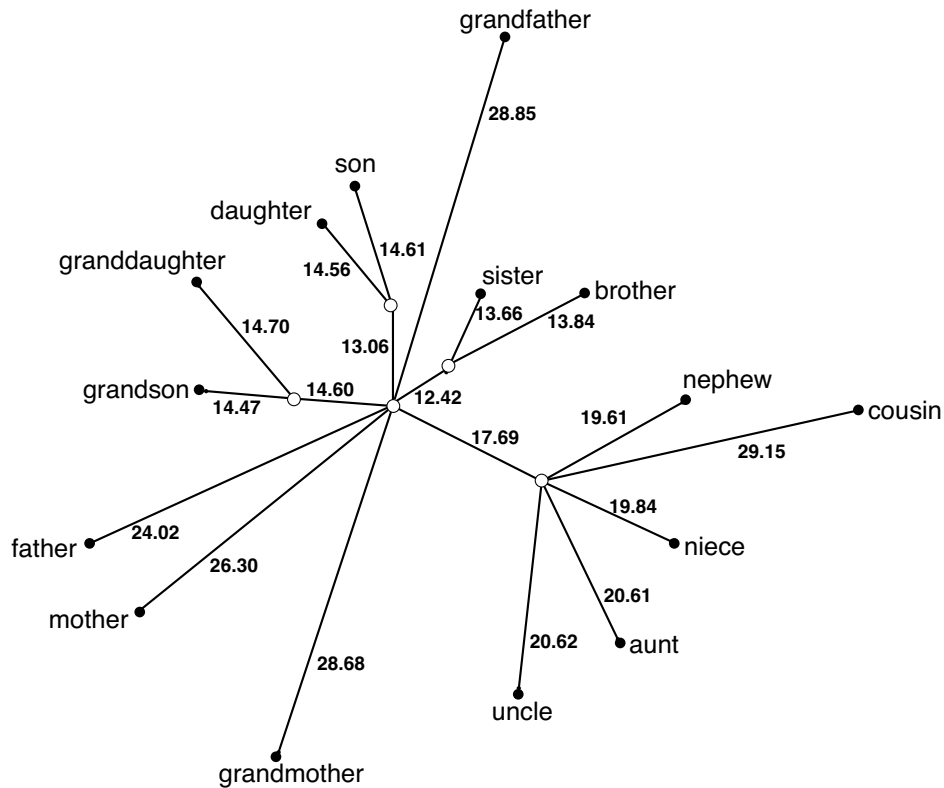 grandfather
28.85
son
daughter
14.61
14.56
granddaughter
sister
brother
14.70
13.66
13.84
13.06
grandson
14.60
12.42
14.47
nephew
19.61
cousin
17.69
29.15
19.84
father
24.02
niece
26.30
mother
20.61
20.62
aunt
28.68
uncle
grandmother